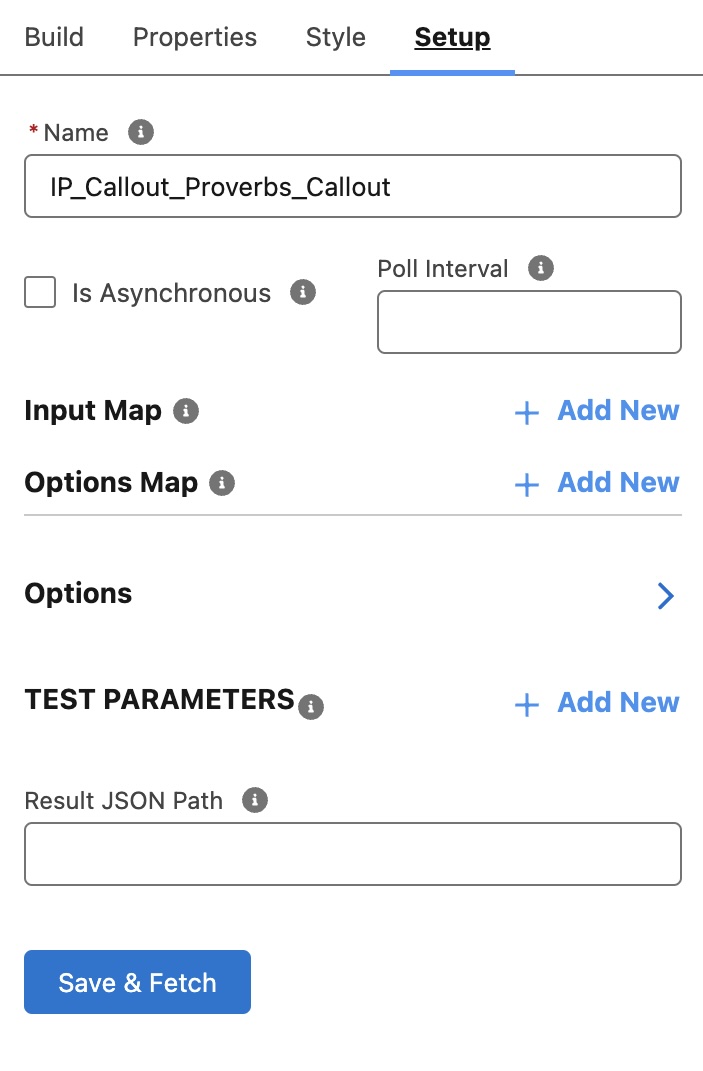 Build Properties Style Setup
* Name
IP_Callout_Proverbs_Callout
Is Asynchronous
Poll Interval
Input Map + Add New
Options Map + Add New
Options
TEST PARAMETERS + Add New
Result JSON Path
Save & Fetch